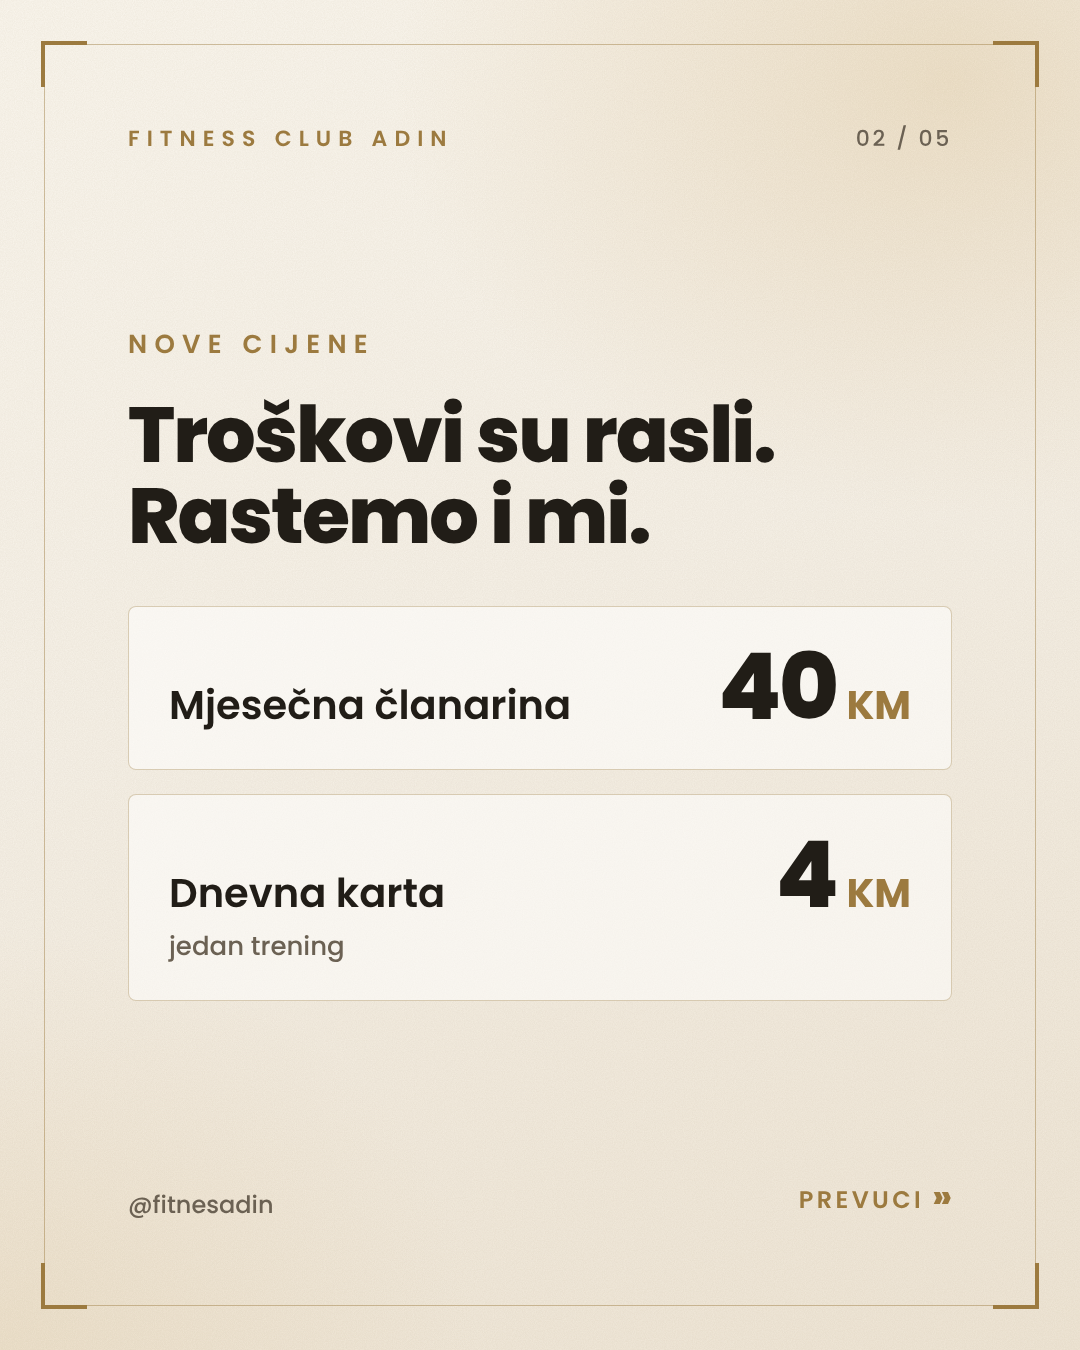 FITNESS CLUB ADIN
02 / 05
NOVE CIJENE
Troškovi su rasli.
Rastemo i mi.
Mjesečna članarina
40 KM
Dnevna karta
4 KM
jedan trening
@fitnesadin
PREVUCI »